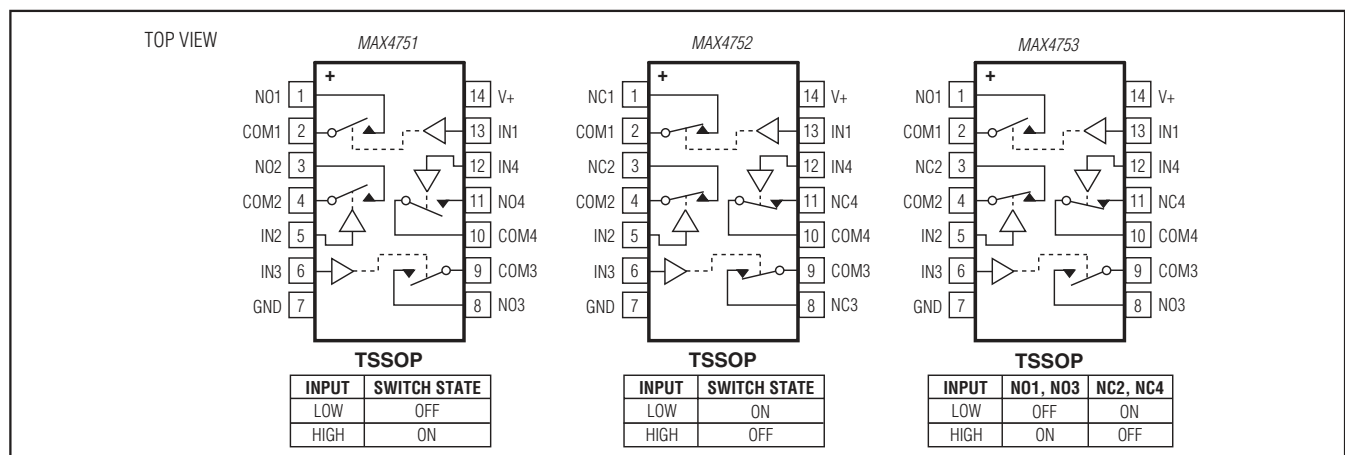 TOP VIEW
MAX4751
+
NO1 1
COM1 2
NO2 3
COM2 4
IN2 5
IN3 6
GND 7
14 V+
13 IN1
12 IN4
11 NO4
10 COM4
9 COM3
8 NO3
TSSOP
INPUT SWITCH STATE
LOW OFF
HIGH ON
MAX4752
+
NC1 1
COM1 2
NC2 3
COM2 4
IN2 5
IN3 6
GND 7
14 V+
13 IN1
12 IN4
11 NC4
10 COM4
9 COM3
8 NC3
TSSOP
INPUT SWITCH STATE
LOW ON
HIGH OFF
MAX4753
+
NO1 1
COM1 2
NC2 3
COM2 4
IN2 5
IN3 6
GND 7
14 V+
13 IN1
12 IN4
11 NC4
10 COM4
9 COM3
8 NO3
TSSOP
INPUT NO1, NO3 NC2, NC4
LOW OFF ON
HIGH ON OFF